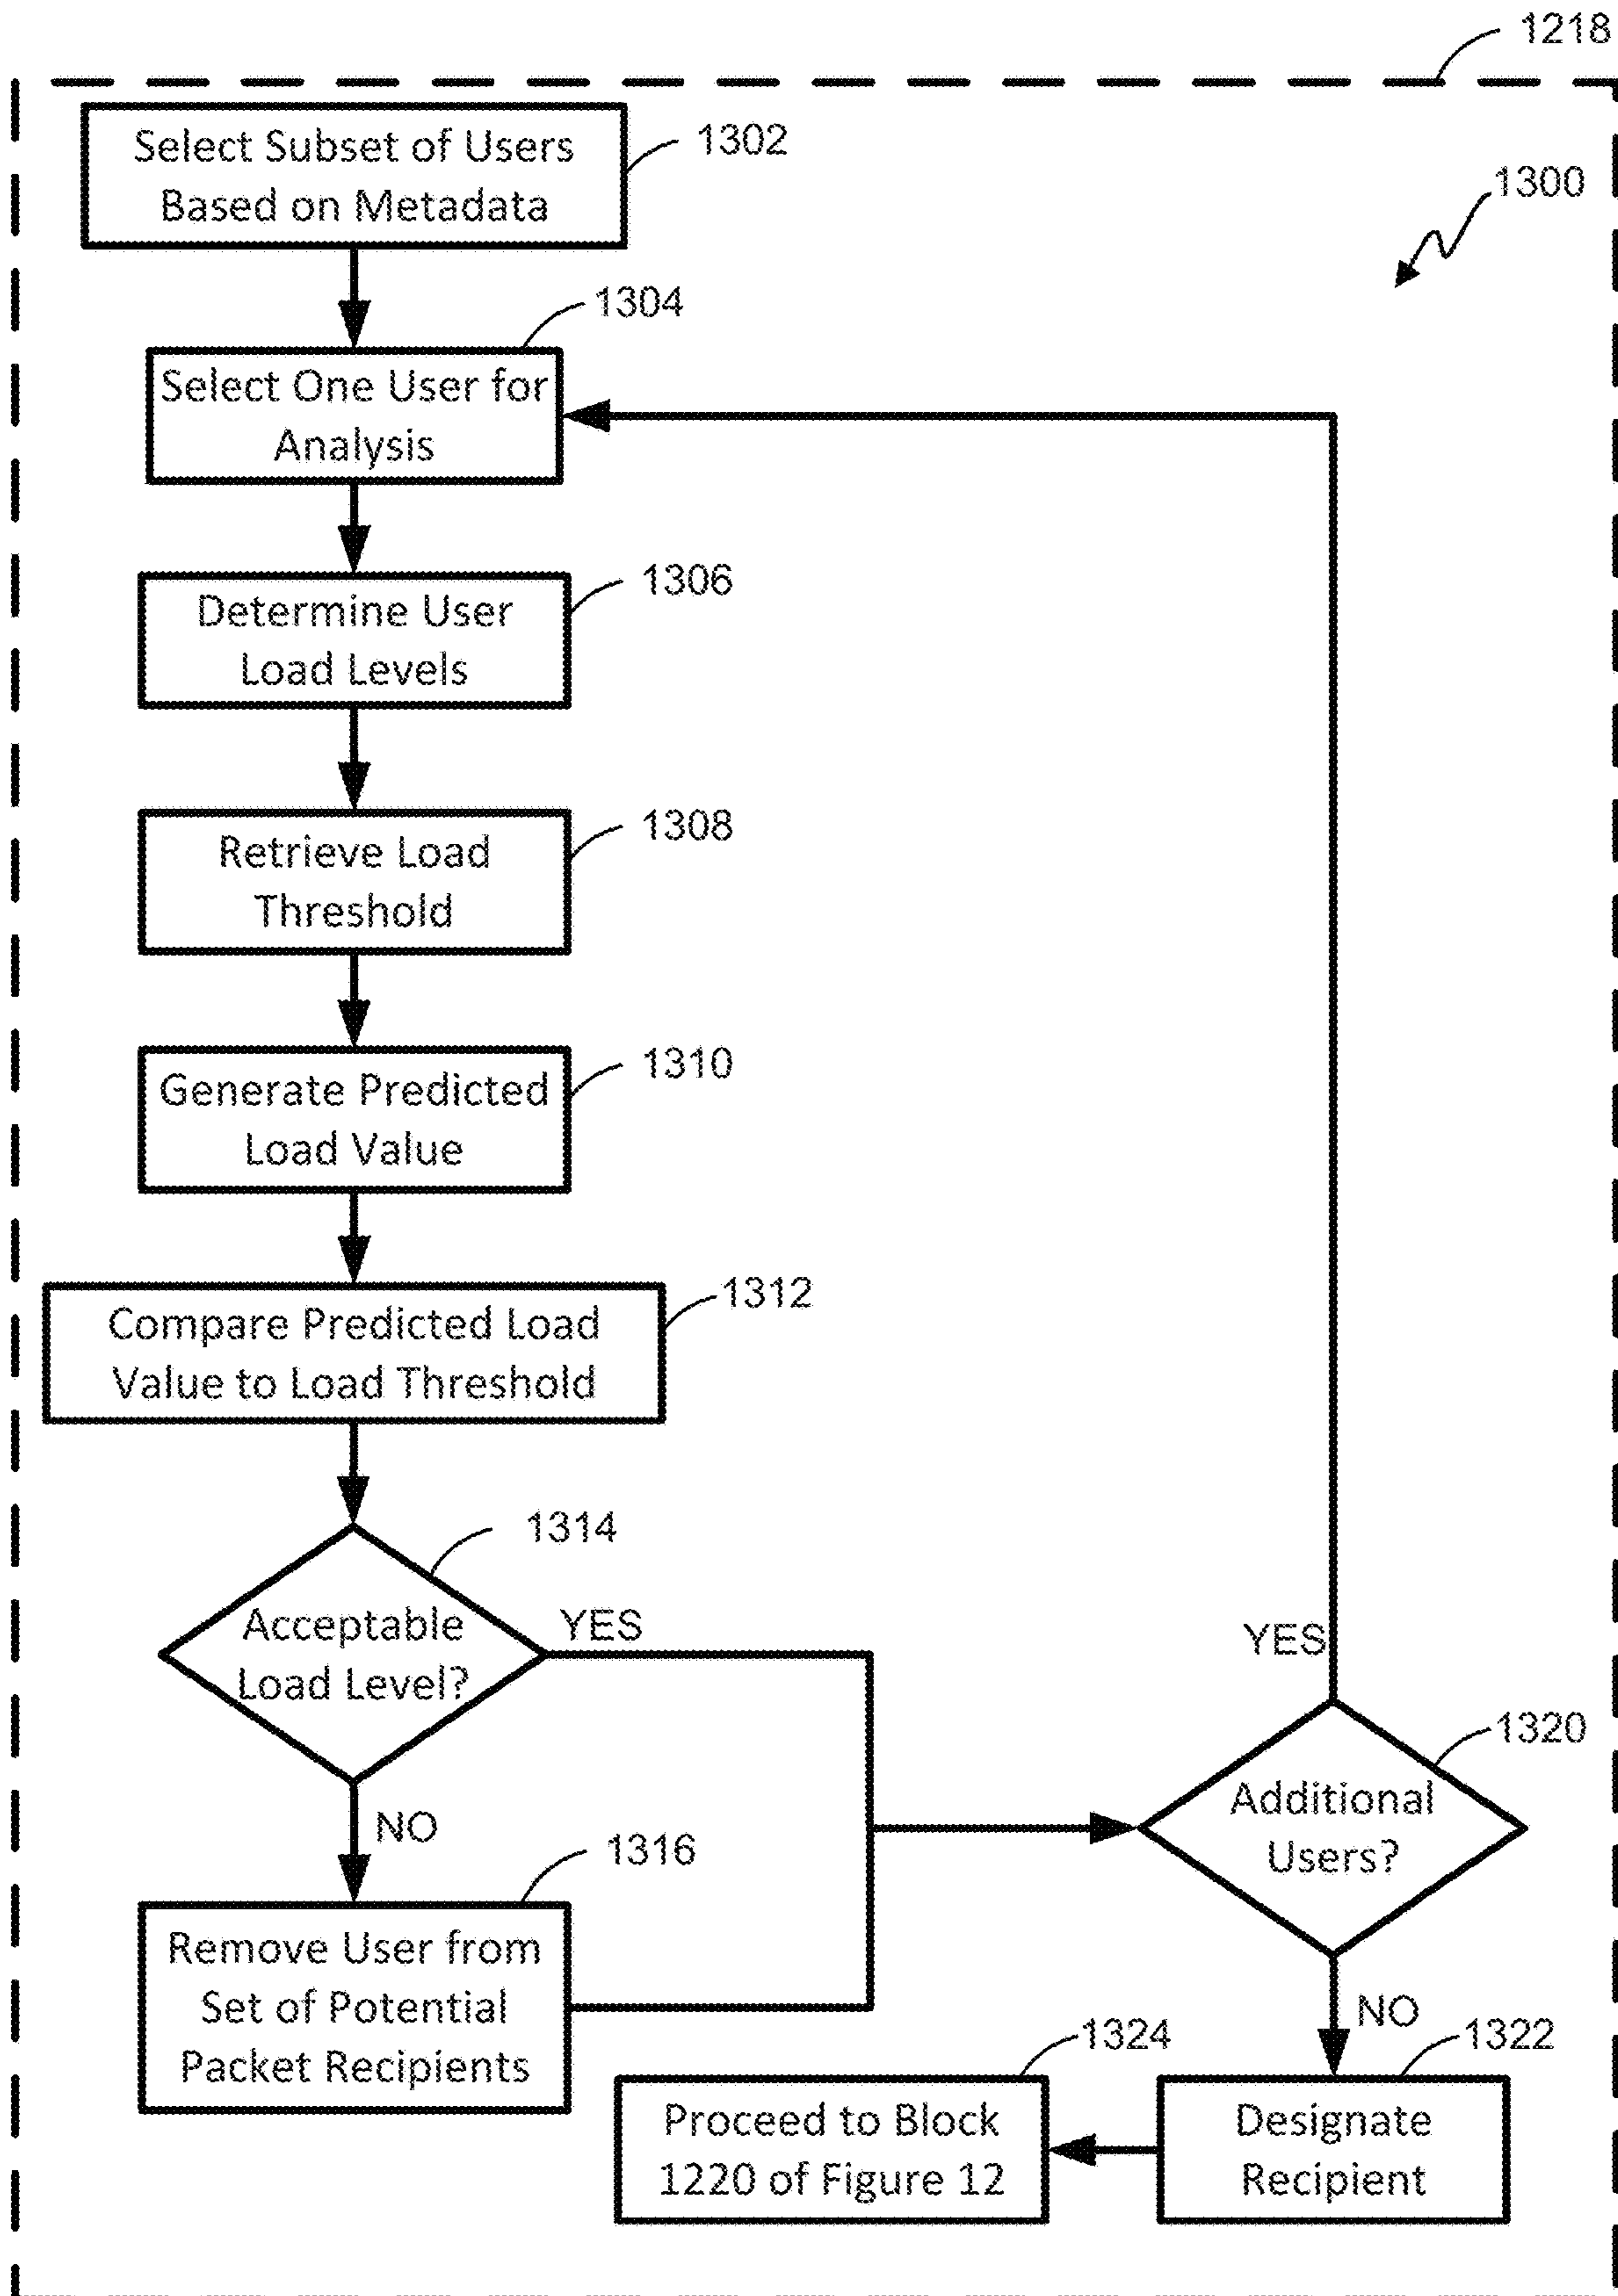 1218
Select Subset of Users
Based on Metadata
1302
1300
1304
Select One User for
Analysis
1306
Determine User
Load Levels
1308
Retrieve Load
Threshold
1310
Generate Predicted
Load Value
1312
Compare Predicted Load
Value to Load Threshold
1314
Acceptable
Load Level?
YES
YES
1320
Additional
Users?
NO
1316
Remove User from
Set of Potential
Packet Recipients
NO
1324
1322
Proceed to Block
1220 of Figure 12
Designate
Recipient